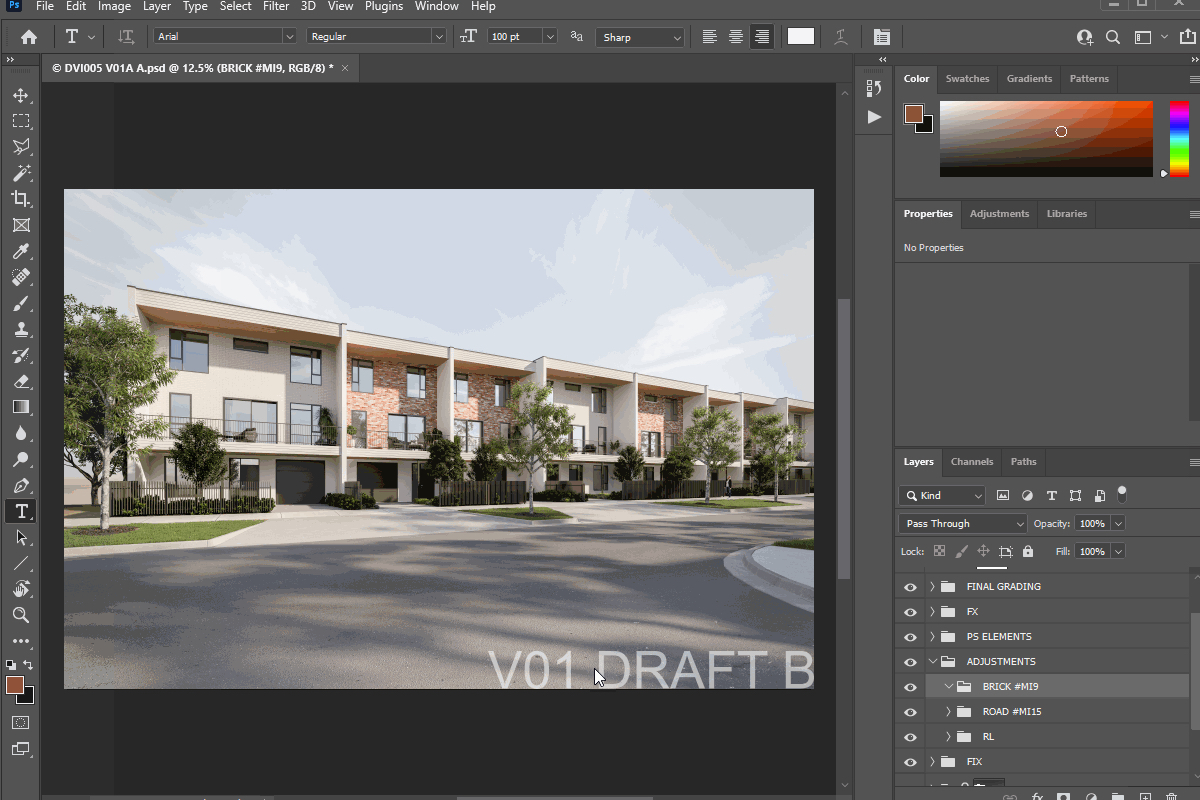 Ps File Edit Image Layer Type Select Filter 3D View Plugins Window Help
T Arial Regular 100 pt Sharp
© DVI005 V01A A.psd @ 12.5% (BRICK #MI9, RGB/8) * ×
Color Swatches Gradients Patterns
Properties Adjustments Libraries
No Properties
V01 DRAFT B
Layers Channels Paths
Kind
Pass Through Opacity: 100%
Lock: Fill: 100%
FINAL GRADING
FX
PS ELEMENTS
ADJUSTMENTS
BRICK #MI9
ROAD #MI15
RL
FIX
fx